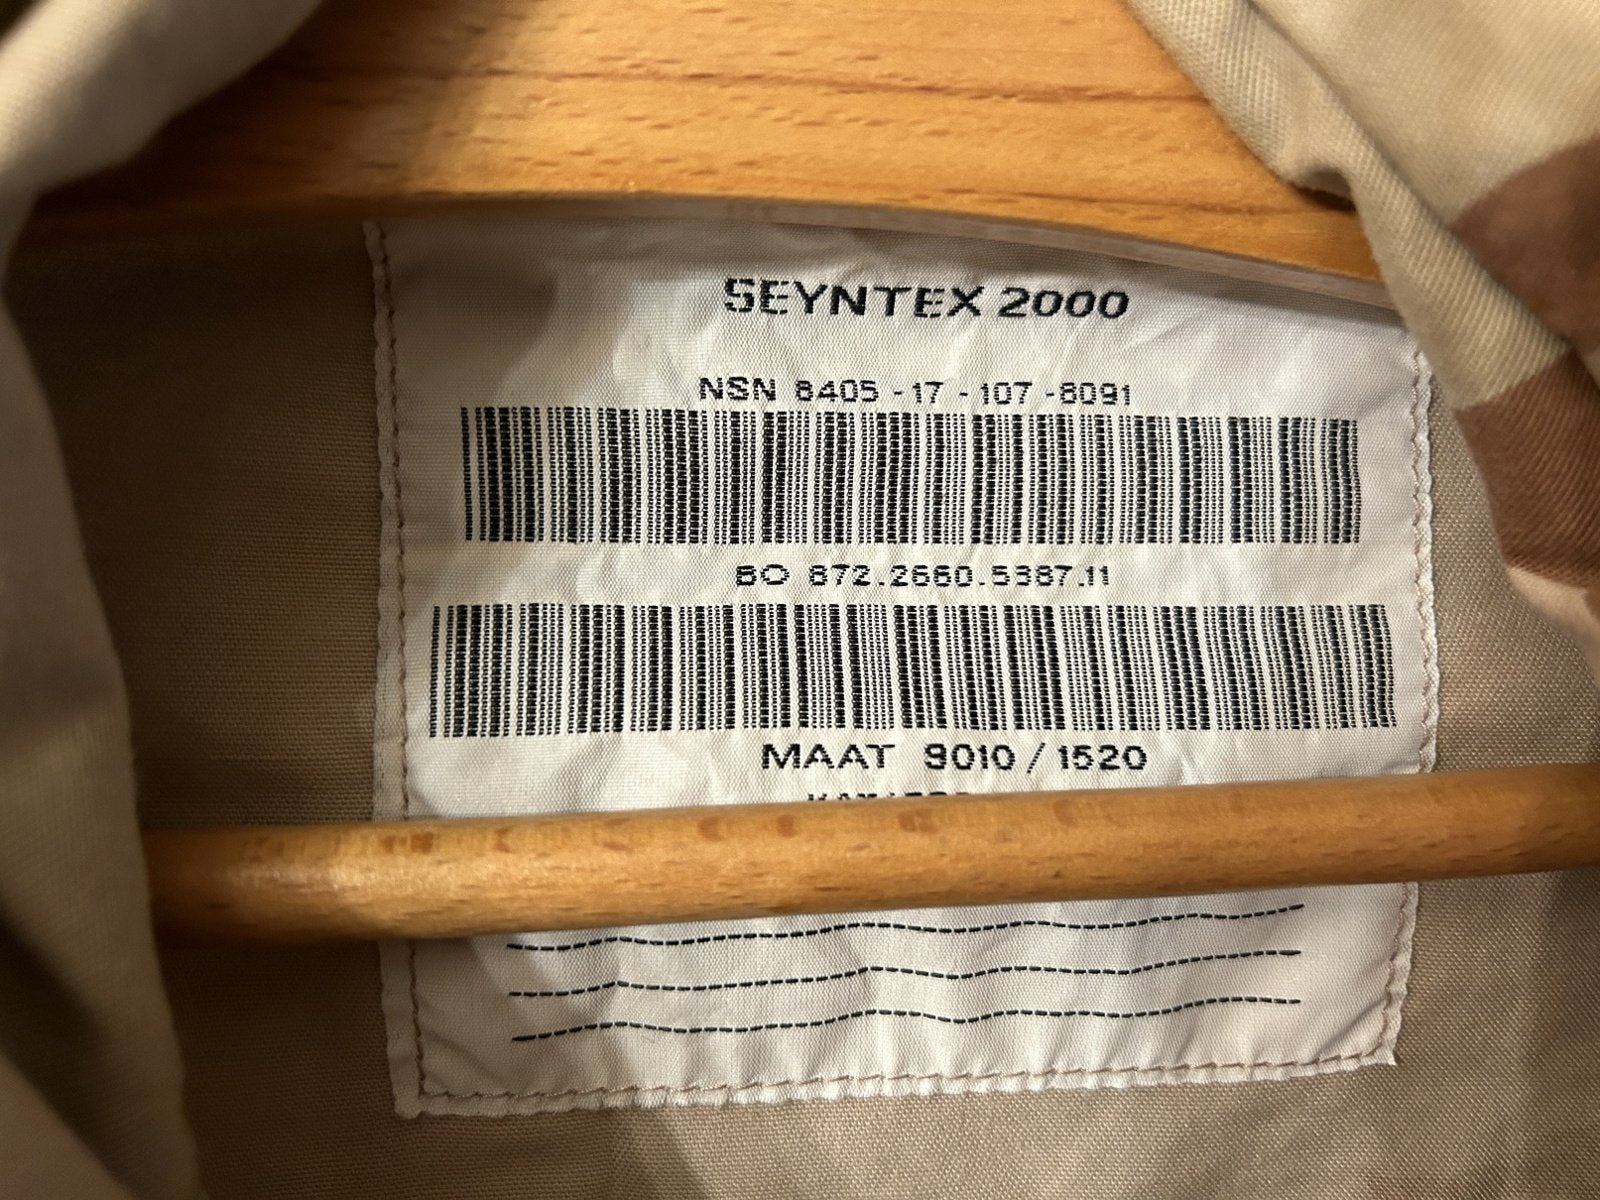 SEYNTEX 2000
NSN 8405-17-107-8091
BO 872.2660.5387.11
MAAT 9010/1520